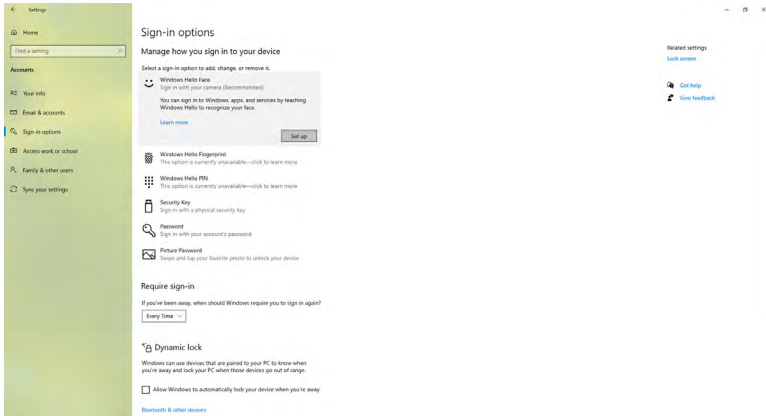 Settings
Home
Find a setting
Accounts
Your info
Email & accounts
Sign-in options
Access work or school
Family & other users
Sync your settings
Sign-in options
Manage how you sign in to your device
Select a sign-in option to add, change, or remove it.
Windows Hello Face
Sign in with your camera (Recommended)
You can sign in to Windows, apps, and services by teaching
Windows Hello to recognize your face.
Learn more
Set up
Windows Hello Fingerprint
This option is currently unavailable—click to learn more
Windows Hello PIN
This option is currently unavailable—click to learn more
Security Key
Sign in with a physical security key
Password
Sign in with your account's password
Picture Password
Swipe and tap your favorite photo to unlock your device
Require sign-in
If you've been away, when should Windows require you to sign in again?
Every Time
Dynamic lock
Windows can use devices that are paired to your PC to know when
you're away and lock your PC when those devices go out of range.
Allow Windows to automatically lock your device when you're away
Bluetooth & other devices
Related settings
Lock screen
Get help
Give feedback